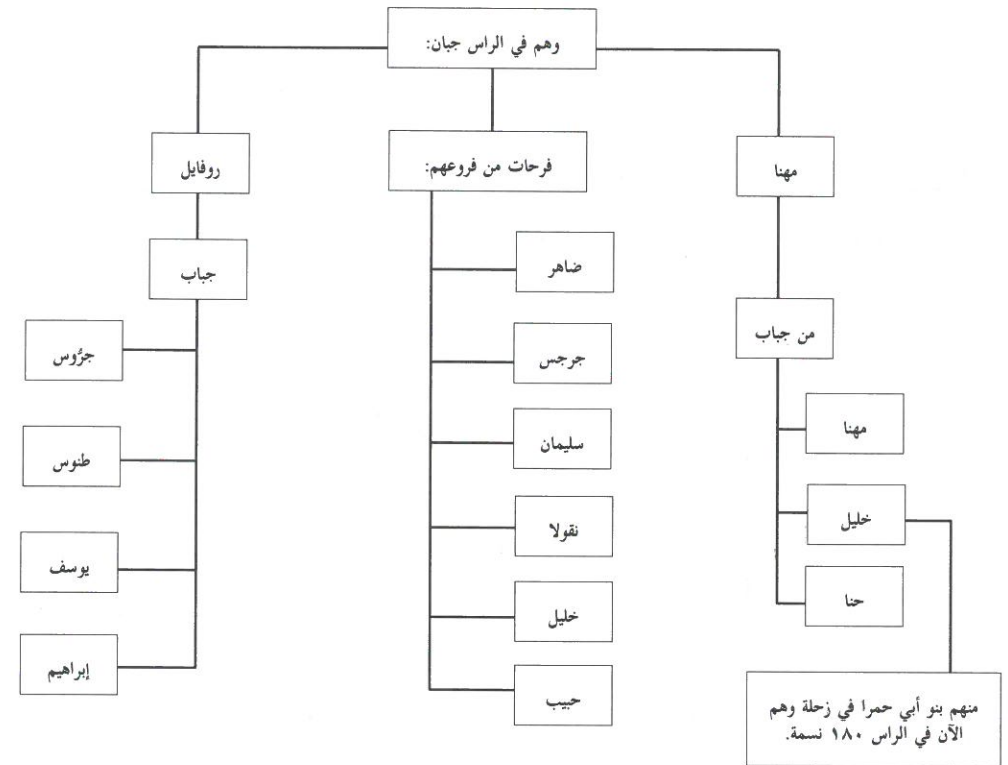 وهم في الراس جبان:
مهنا
من جباب
مهنا
خليل
حنا
منهم بنو أبي حمرا في زحلة وهم
الآن في الراس ١٨٠ نسمة.
فرحات من فروعهم:
ضاهر
جرجس
سليمان
نقولا
خليل
حبيب
روفايل
جباب
جرُّوس
طنوس
يوسف
إبراهيم